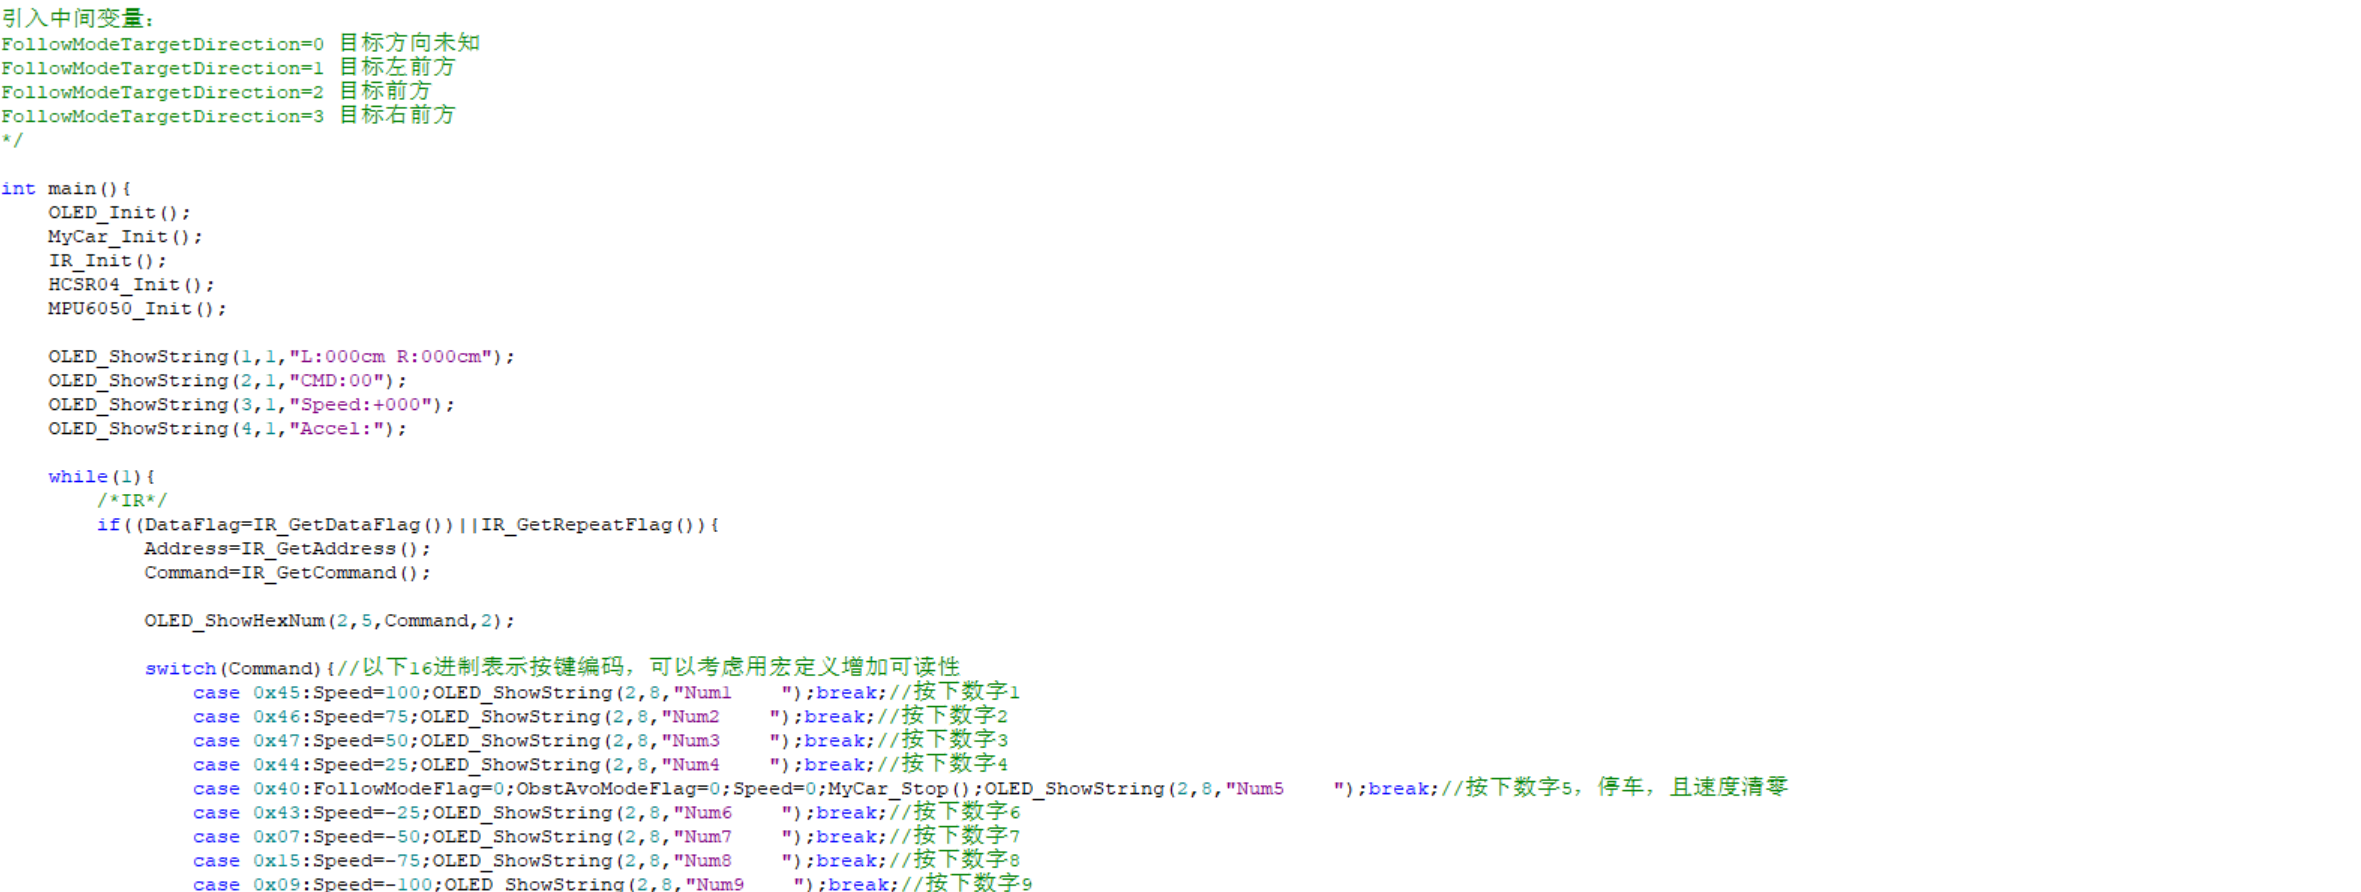 引入中间变量：
FollowModeTargetDirection=0 目标方向未知
FollowModeTargetDirection=1 目标左前方
FollowModeTargetDirection=2 目标前方
FollowModeTargetDirection=3 目标右前方
*/
int main(){
    OLED_Init();
    MyCar_Init();
    IR_Init();
    HCSR04_Init();
    MPU6050_Init();
    OLED_ShowString(1,1,"L:000cm R:000cm");
    OLED_ShowString(2,1,"CMD:00");
    OLED_ShowString(3,1,"Speed:+000");
    OLED_ShowString(4,1,"Accel:");
    while(1){
        /*IR*/
        if((DataFlag=IR_GetDataFlag())||IR_GetRepeatFlag()){
            Address=IR_GetAddress();
            Command=IR_GetCommand();
            OLED_ShowHexNum(2,5,Command,2);
            switch(Command){//以下16进制表示按键编码，可以考虑用宏定义增加可读性
                case 0x45:Speed=100;OLED_ShowString(2,8,"Num1    ");break;//按下数字1
                case 0x46:Speed=75;OLED_ShowString(2,8,"Num2    ");break;//按下数字2
                case 0x47:Speed=50;OLED_ShowString(2,8,"Num3    ");break;//按下数字3
                case 0x44:Speed=25;OLED_ShowString(2,8,"Num4    ");break;//按下数字4
                case 0x40:FollowModeFlag=0;ObstAvoModeFlag=0;Speed=0;MyCar_Stop();OLED_ShowString(2,8,"Num5    ");break;//按下数字5，停车，且速度清零
                case 0x43:Speed=-25;OLED_ShowString(2,8,"Num6    ");break;//按下数字6
                case 0x07:Speed=-50;OLED_ShowString(2,8,"Num7    ");break;//按下数字7
                case 0x15:Speed=-75;OLED_ShowString(2,8,"Num8    ");break;//按下数字8
                case 0x09:Speed=-100;OLED_ShowString(2,8,"Num9    ");break;//按下数字9